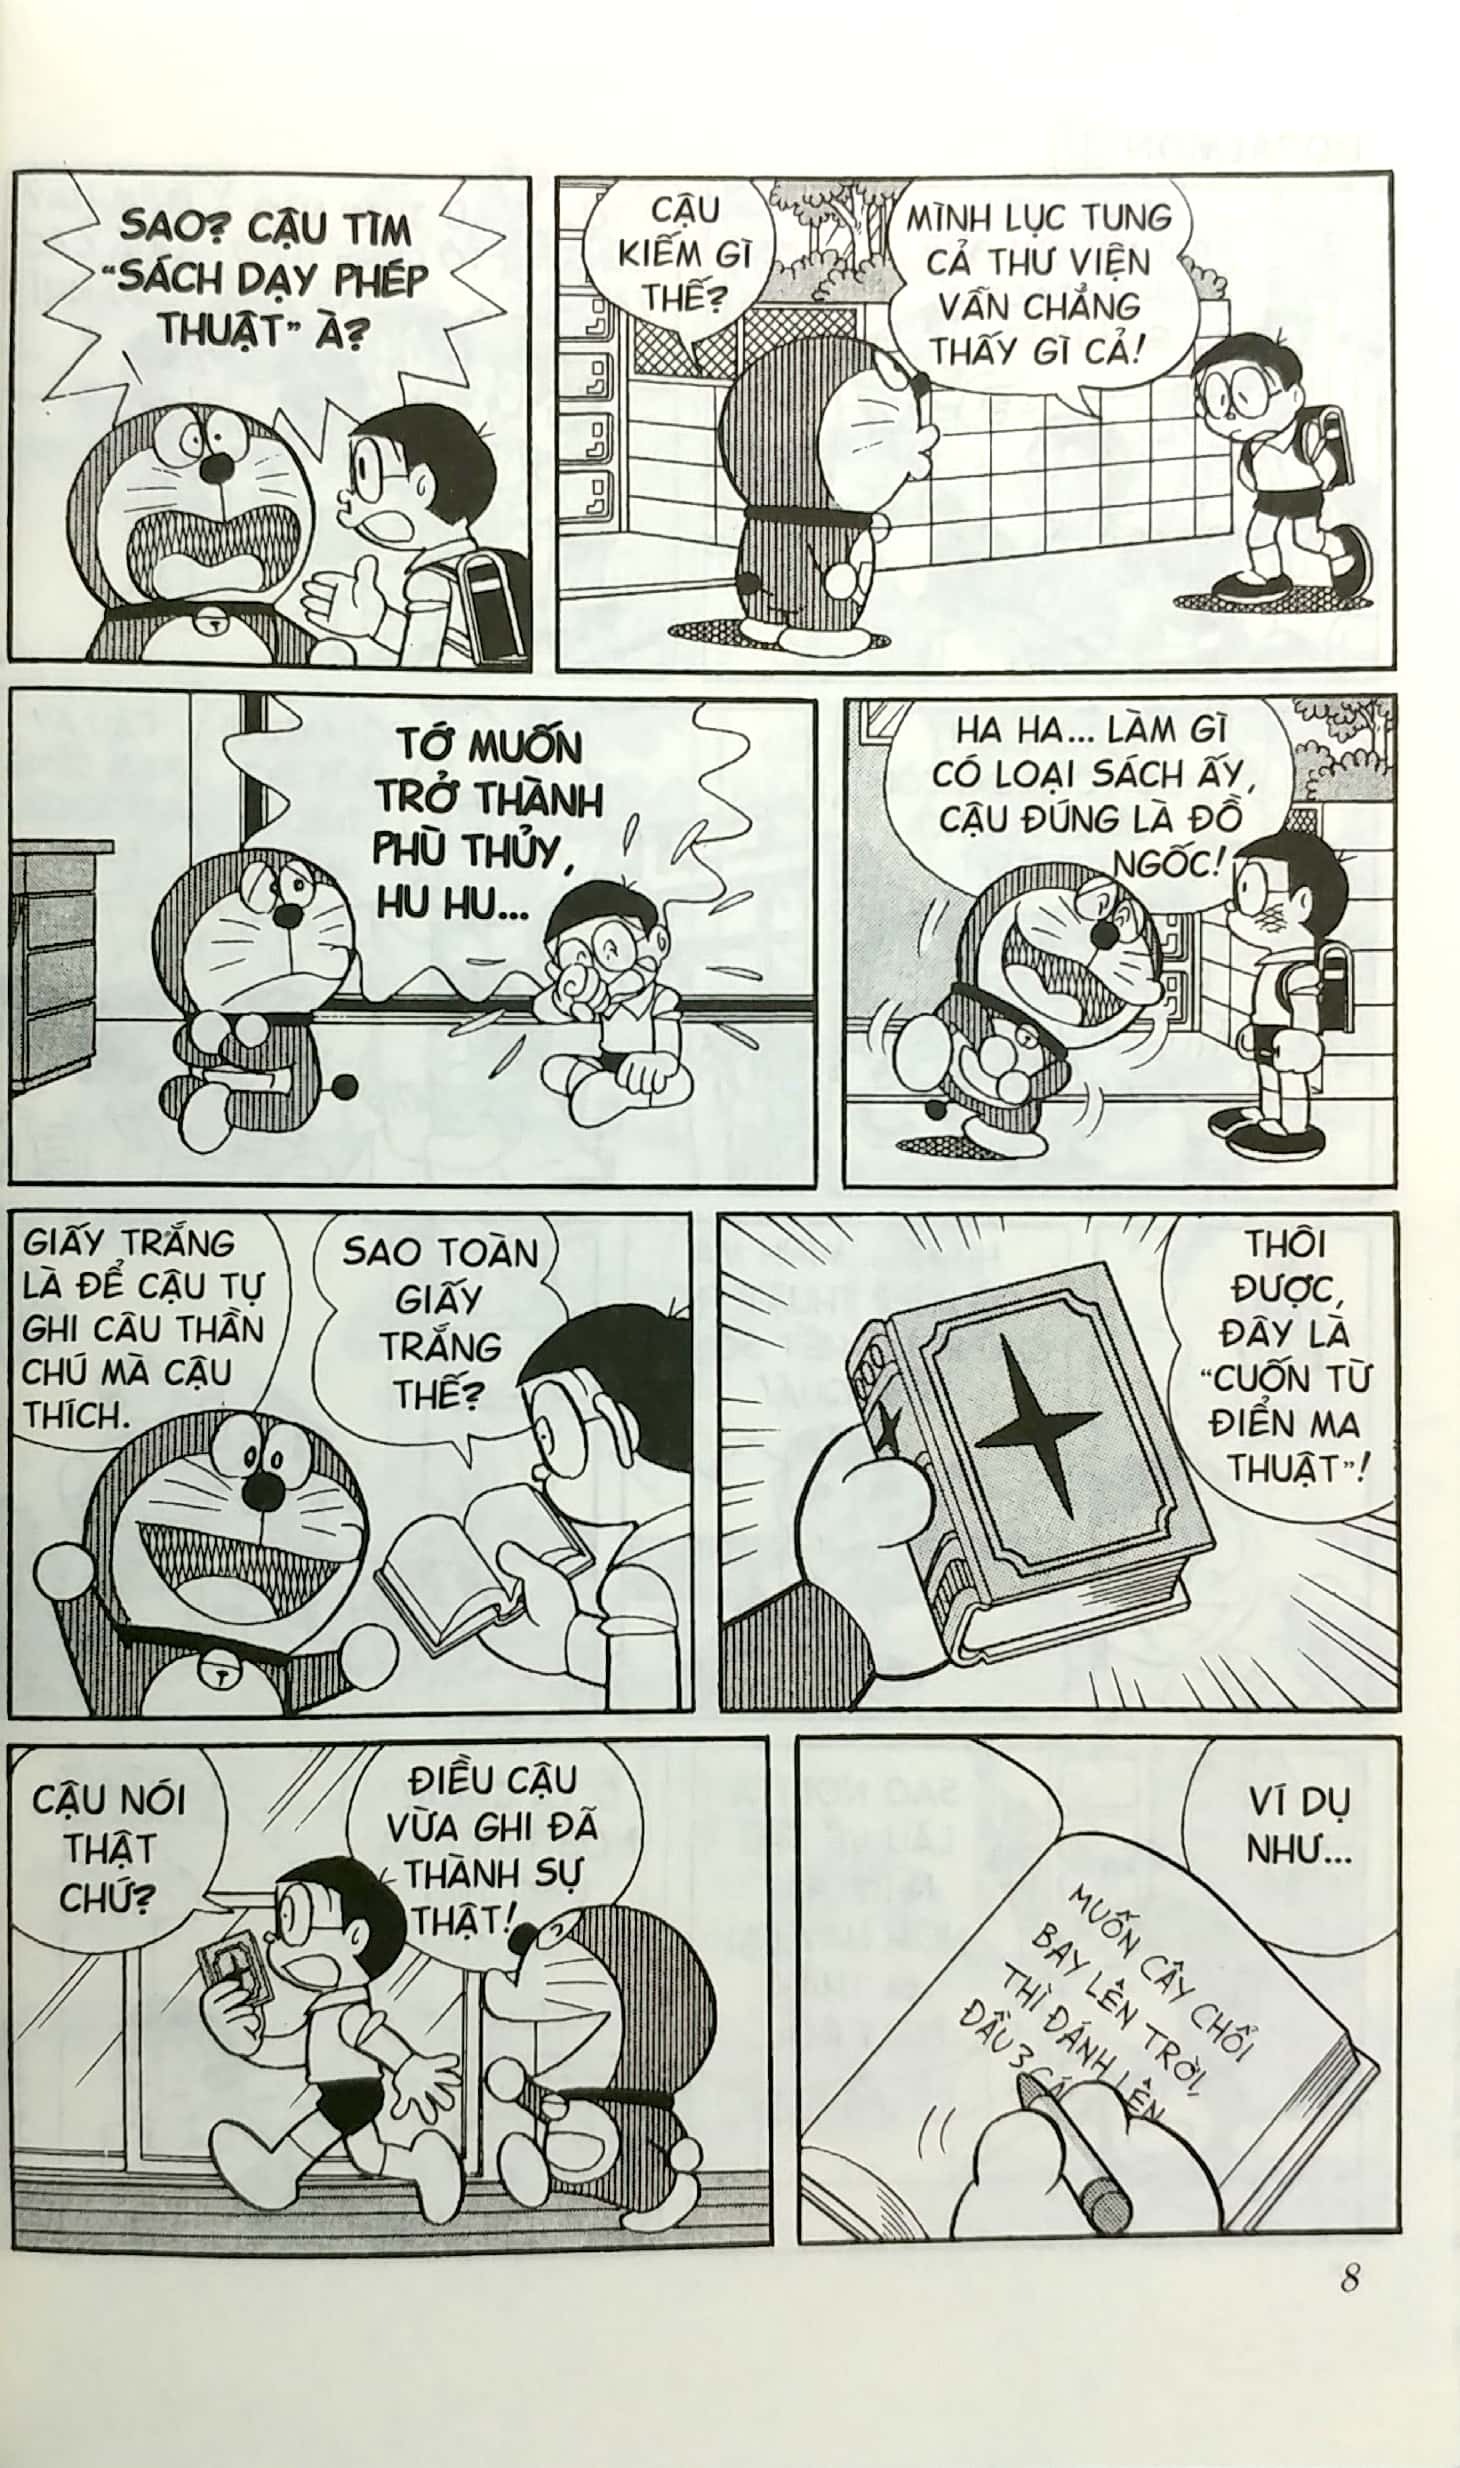 MÌNH LỤC TUNG
CẢ THƯ VIỆN
VẪN CHẲNG
THẤY GÌ CẢ!
CẬU
KIẾM GÌ
THẾ?
SAO? CẬU TÌM
“SÁCH DẠY PHÉP
THUẬT” À?
HA HA... LÀM GÌ
CÓ LOẠI SÁCH ẤY,
CẬU ĐÚNG LÀ ĐỒ
NGỐC!
TỚ MUỐN
TRỞ THÀNH
PHÙ THỦY,
HU HU...
THÔI
ĐƯỢC,
ĐÂY LÀ
“CUỐN TỪ
ĐIỂN MA
THUẬT”!
SAO TOÀN
GIẤY
TRẮNG
THẾ?
GIẤY TRẮNG
LÀ ĐỂ CẬU TỰ
GHI CÂU THẦN
CHÚ MÀ CẬU
THÍCH.
VÍ DỤ
NHƯ...
MUỐN CÂY CHỔI
BAY LÊN TRỜI,
THÌ ĐÁNH LÊN
ĐẦU 3 CÁ
ĐIỀU CẬU
VỪA GHI ĐÃ
THÀNH SỰ
THẬT!
CẬU NÓI
THẬT
CHỨ?
8